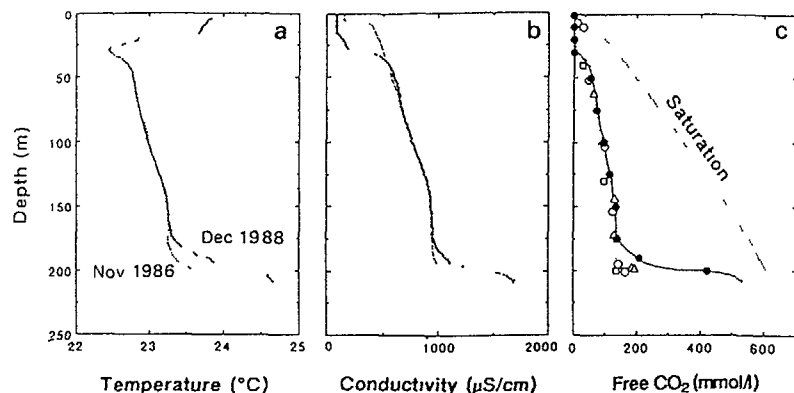 a
b
c
0
50
100
150
200
250
Depth (m)
Dec 1988
Nov 1986
Saturation
22 23 24 25
0 1000 2000
0 200 400 600
Temperature (°C)
Conductivity (µS/cm)
Free CO₂ (mmol/l)